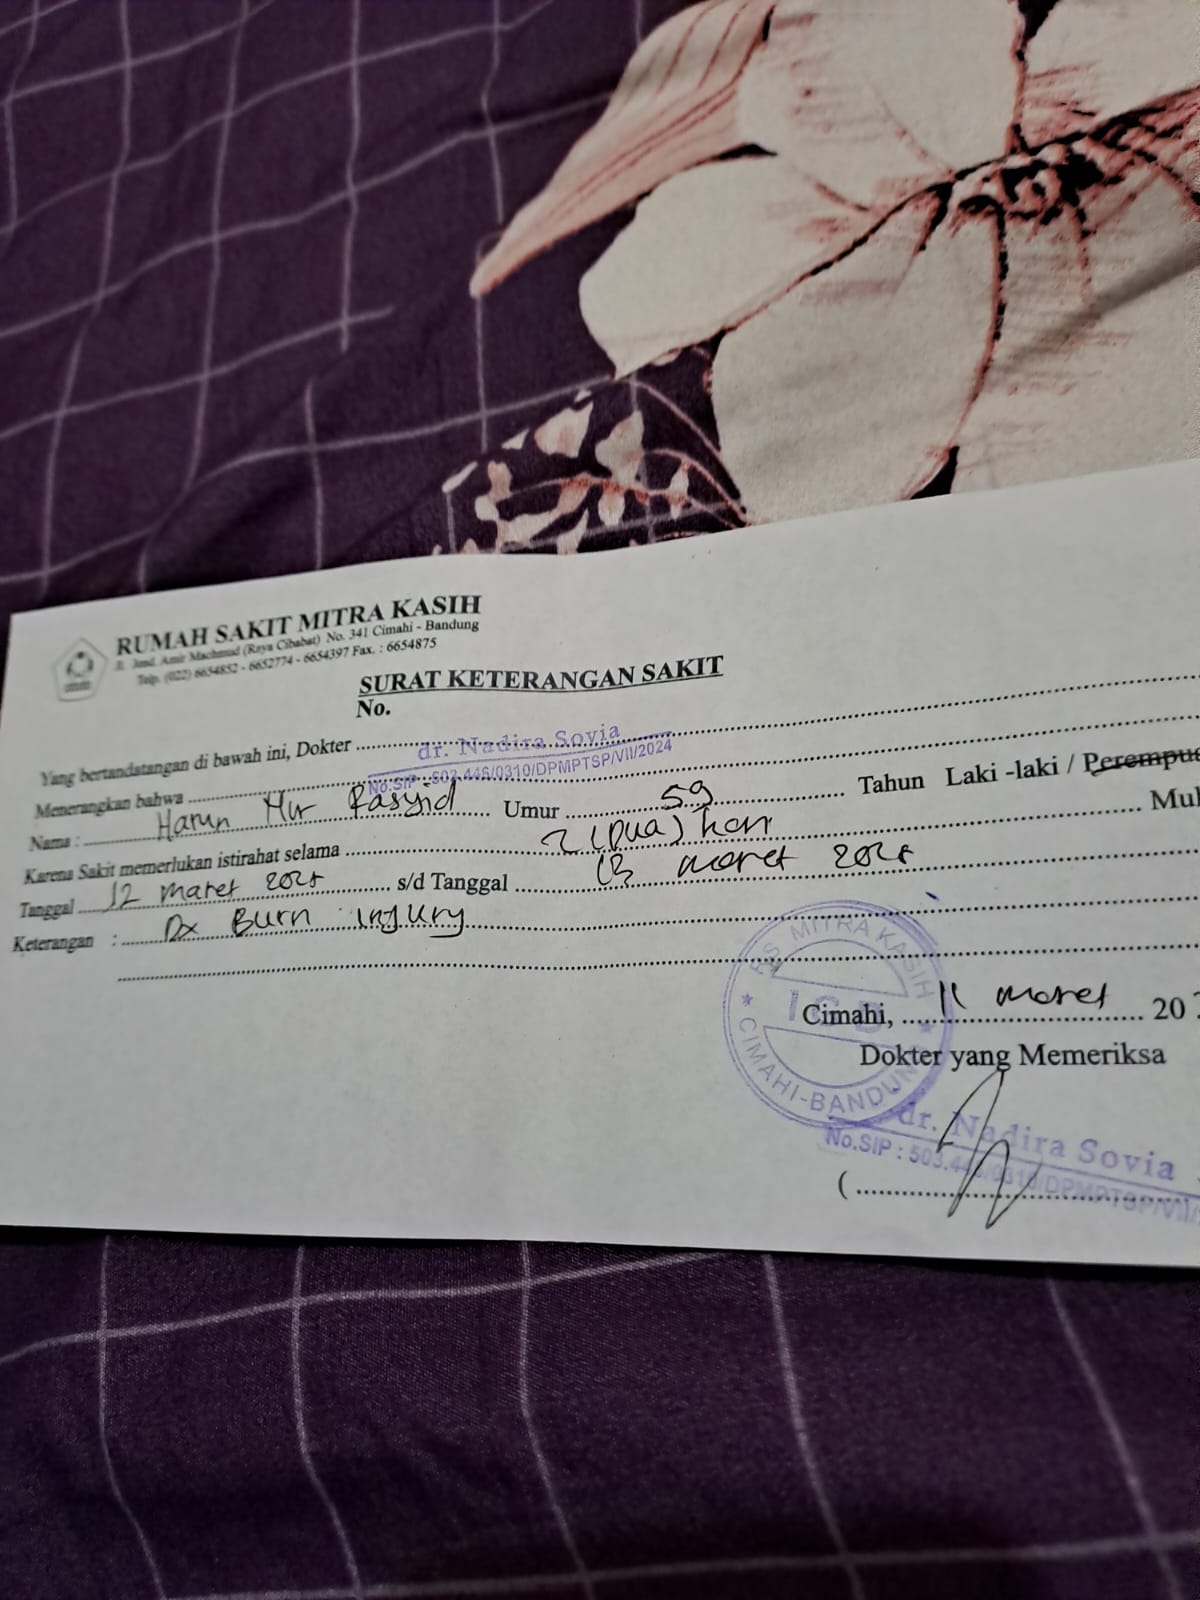 RUMAH SAKIT MITRA KASIH
Jl. Jend. Amir Machmud (Raya Cibabat) No. 341 Cimahi - Bandung
Telp. (022) 6654852 - 6652774 - 6654397 Fax. : 6654875
SURAT KETERANGAN SAKIT
No.
Yang bertandatangan di bawah ini, Dokter
dr. Nadira Sovia
No.SIP : 503.446/0310/DPMPTSP/VII/2024
Menerangkan bahwa
Nama : Harun Nur Rasyid Umur 59 Tahun Laki -laki / Perempu
Karena Sakit memerlukan istirahat selama 2 (Dua) hari Mul
Tanggal 12 maret 2025 s/d Tanggal 13 maret 2025
Keterangan : Dx Burn injury
RS MITRA KASIH
IGD
CIMAHI-BANDUNG
Cimahi, 11 maret 20
Dokter yang Memeriksa
dr. Nadira Sovia
No.SIP : 503.446/0310/DPMPTSP/VII/
(